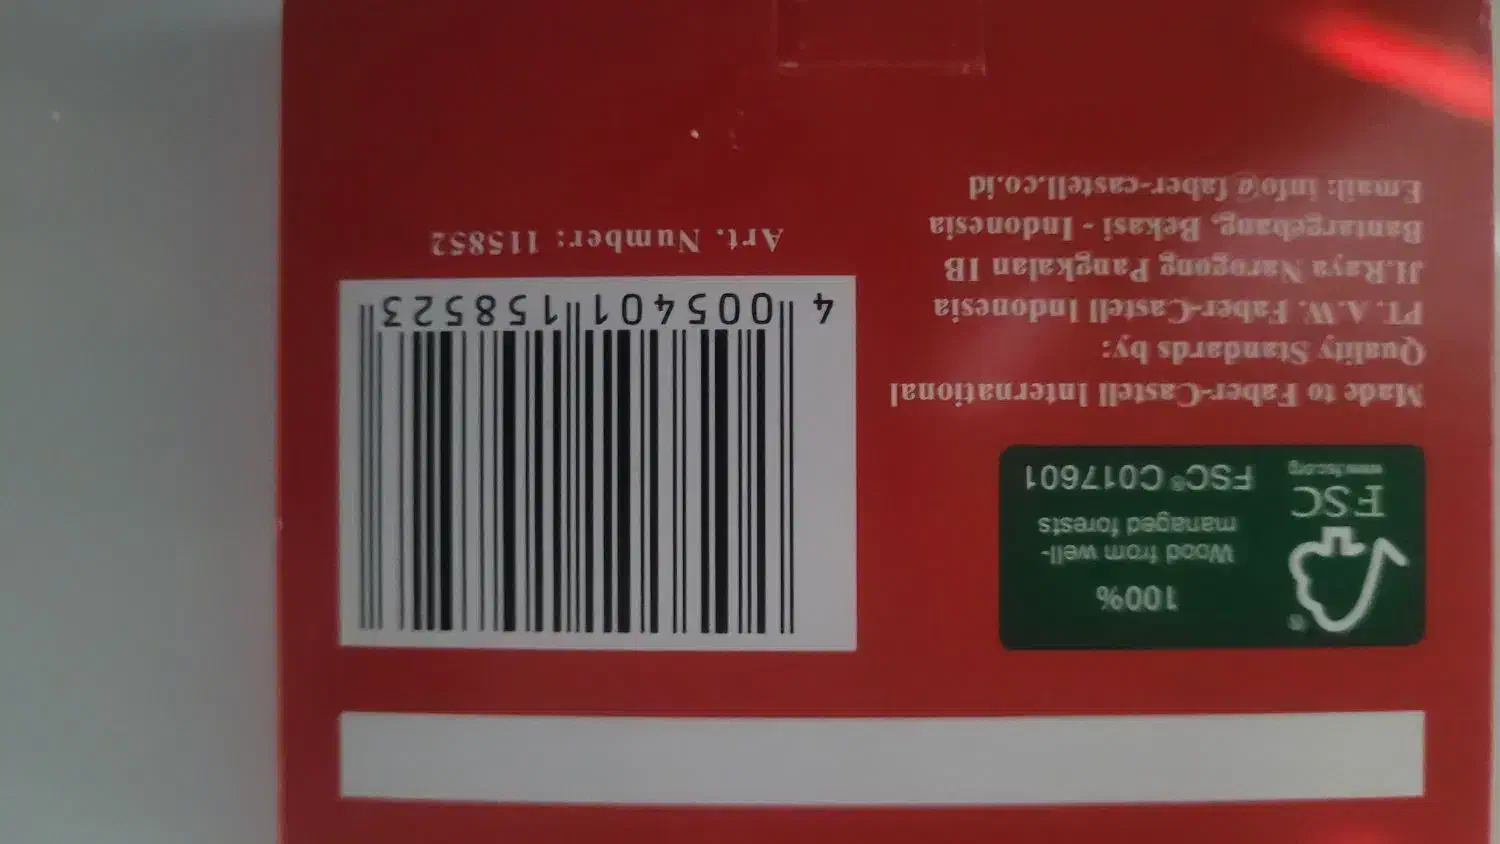 ®
FSC
www.fsc.org
100%
Wood from well-
managed forests
FSC® C017601
Made to Faber-Castell International
Quality Standards by:
PT. A.W. Faber-Castell Indonesia
Jl.Raya Narogong Pangkalan IB
Bantargebang, Bekasi - Indonesia
Email: info@faber-castell.co.id
4 005401 158523
Art. Number: 115852